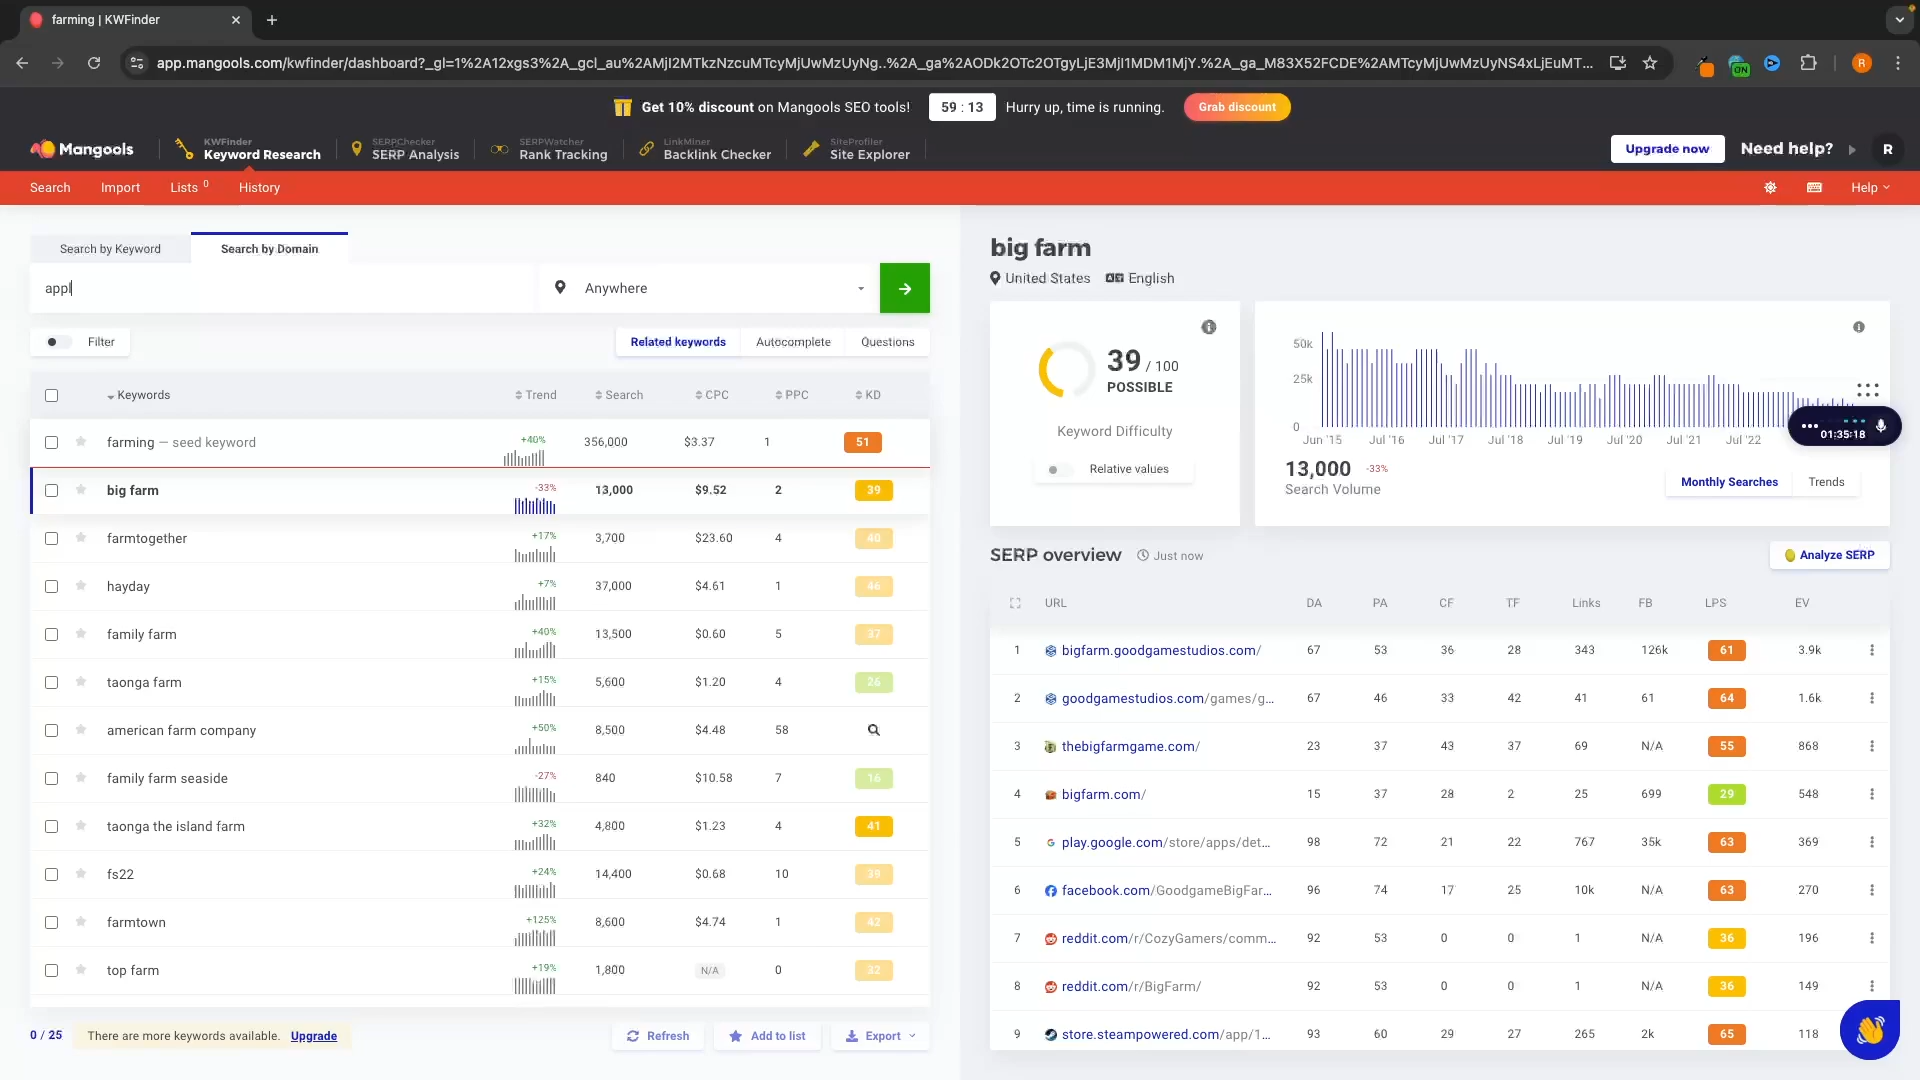 farming | KWFinder
app.mangools.com/kwfinder/dashboard?_gl=1%2A12xgs3%2A_gcl_au%2AMjI2MTkzNzcuMTcyMjUwMzUyNg..%2A_ga%2AODk2OTc2OTgyLjE3MjI1MDM1MjY.%2A_ga_M83X52FCDE%2AMTcyMjUwMzUyNS4xLjEuMT...
ON
R
Get 10% discount on Mangools SEO tools! 59 : 13 Hurry up, time is running. Grab discount
Mangools
KWFinder
Keyword Research
SERPChecker
SERP Analysis
SERPWatcher
Rank Tracking
LinkMiner
Backlink Checker
SiteProfiler
Site Explorer
Upgrade now
Need help?
R
Search Import Lists 0 History Help
Search by Keyword Search by Domain
appl Anywhere
Filter Related keywords Autocomplete Questions
Keywords Trend Search CPC PPC KD
farming — seed keyword +40% 356,000 $3.37 1 51
big farm -33% 13,000 $9.52 2 39
farmtogether +17% 3,700 $23.60 4 40
hayday +7% 37,000 $4.61 1 46
family farm +40% 13,500 $0.60 5 37
taonga farm +15% 5,600 $1.20 4 26
american farm company +50% 8,500 $4.48 58
family farm seaside -27% 840 $10.58 7 16
taonga the island farm +32% 4,800 $1.23 4 41
fs22 +24% 14,400 $0.68 10 39
farmtown +125% 8,600 $4.74 1 42
top farm +19% 1,800 N/A 0 32
0 / 25 There are more keywords available. Upgrade Refresh Add to list Export
big farm
United States English
39 / 100
POSSIBLE
Keyword Difficulty
Relative values
50k
25k
0
Jun '15 Jul '16 Jul '17 Jul '18 Jul '19 Jul '20 Jul '21 Jul '22
01:35:18
13,000 -33%
Search Volume
Monthly Searches Trends
SERP overview Just now Analyze SERP
URL DA PA CF TF Links FB LPS EV
1 bigfarm.goodgamestudios.com/ 67 53 36 28 343 126k 61 3.9k
2 goodgamestudios.com/games/g... 67 46 33 42 41 61 64 1.6k
3 thebigfarmgame.com/ 23 37 43 37 69 N/A 55 868
4 bigfarm.com/ 15 37 28 2 25 699 29 548
5 play.google.com/store/apps/det... 98 72 21 22 767 35k 63 369
6 facebook.com/GoodgameBigFar... 96 74 17 25 10k N/A 63 270
7 reddit.com/r/CozyGamers/comm... 92 53 0 0 1 N/A 36 196
8 reddit.com/r/BigFarm/ 92 53 0 0 1 N/A 36 149
9 store.steampowered.com/app/1... 93 60 29 27 265 2k 65 118